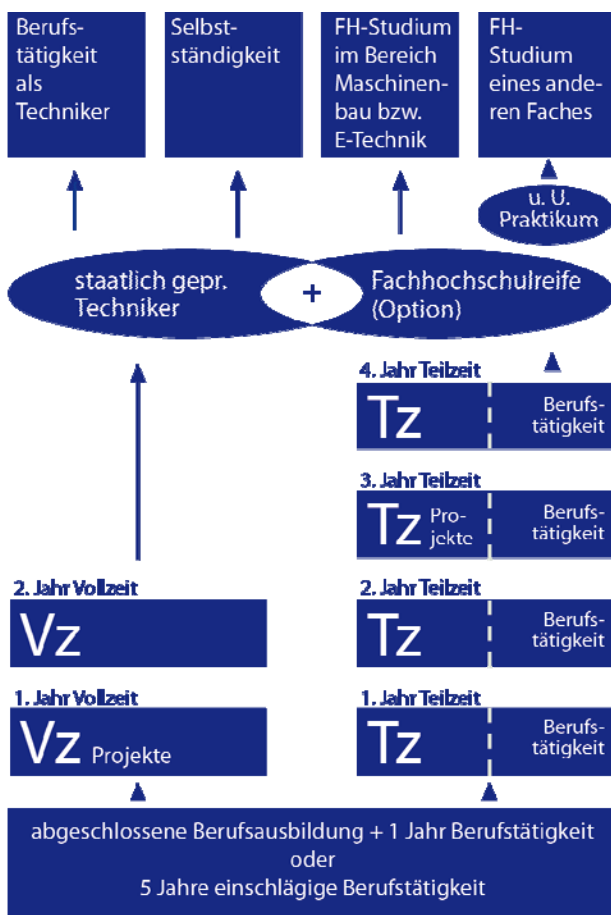 Berufs-
tätigkeit
als
Techniker
Selbst-
ständigkeit
FH-Studium
im Bereich
Maschinen-
bau bzw.
E-Technik
FH-
Studium
eines ande-
ren Faches
u. U.
Praktikum
staatlich gepr.
Techniker
+
Fachhochschulreife
(Option)
4. Jahr Teilzeit
Tz
Berufs-
tätigkeit
3. Jahr Teilzeit
Tz Pro-
jekte
Berufs-
tätigkeit
2. Jahr Vollzeit
Vz
2. Jahr Teilzeit
Tz
Berufs-
tätigkeit
1. Jahr Vollzeit
Vz Projekte
1. Jahr Teilzeit
Tz
Berufs-
tätigkeit
abgeschlossene Berufsausbildung + 1 Jahr Berufstätigkeit
oder
5 Jahre einschlägige Berufstätigkeit